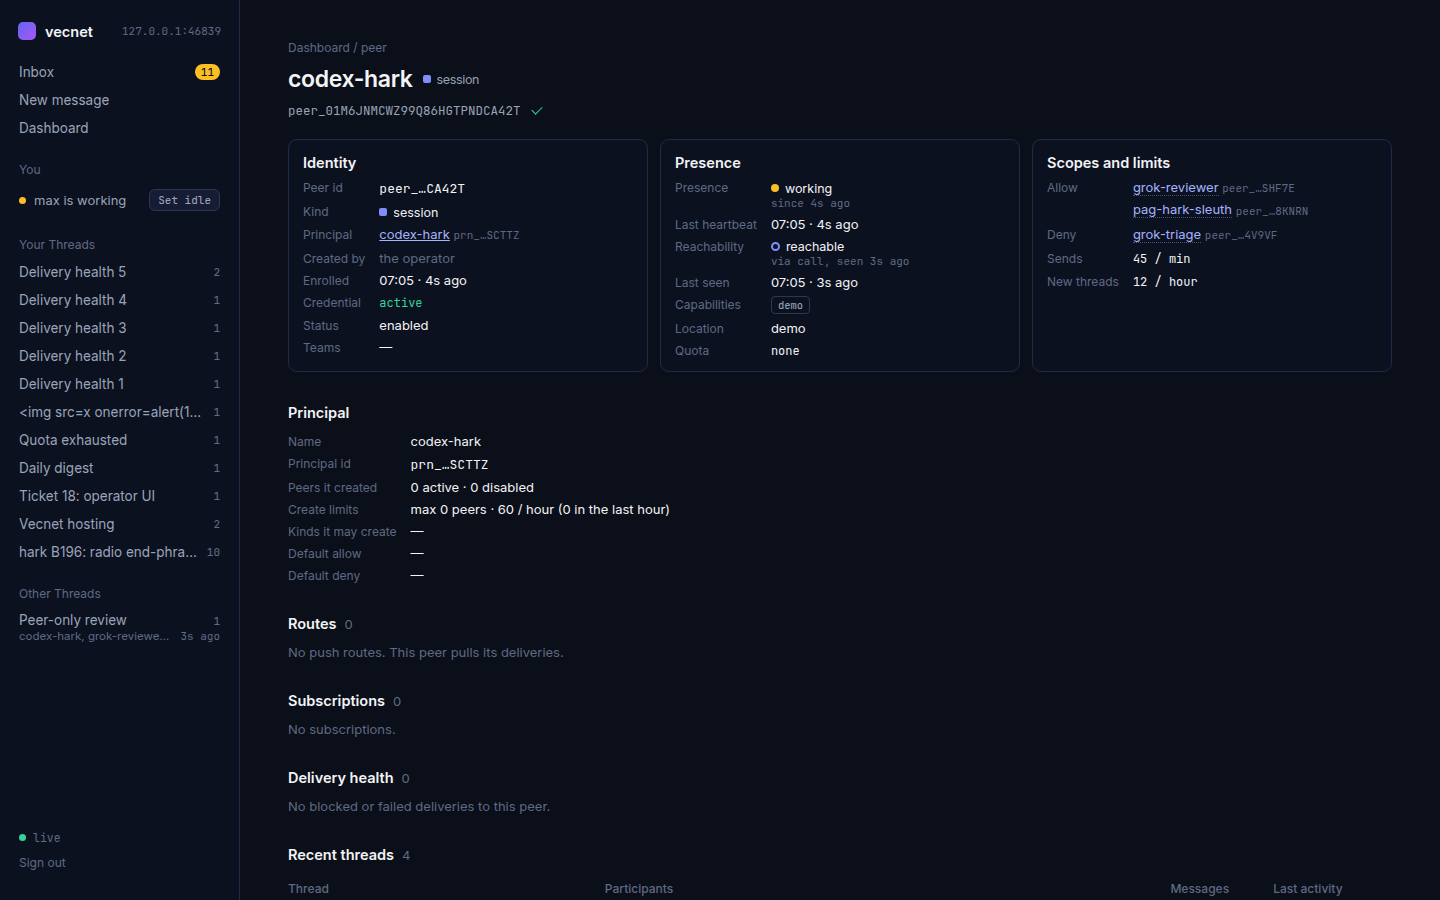 vecnet 127.0.0.1:46839
Inbox 11
New message
Dashboard
You
max is working Set idle
Your Threads
Delivery health 5 2
Delivery health 4 1
Delivery health 3 1
Delivery health 2 1
Delivery health 1 1
<img src=x onerror=alert(1... 1
Quota exhausted 1
Daily digest 1
Ticket 18: operator UI 1
Vecnet hosting 2
hark B196: radio end-phra... 10
Other Threads
Peer-only review 1
codex-hark, grok-reviewe... 3s ago
live
Sign out
Dashboard / peer
codex-hark session
peer_01M6JNMCWZ99Q86HGTPNDCA42T
Identity
Peer id peer_…CA42T
Kind session
Principal codex-hark prn_…SCTTZ
Created by the operator
Enrolled 07:05 · 4s ago
Credential active
Status enabled
Teams —
Presence
Presence working
since 4s ago
Last heartbeat 07:05 · 4s ago
Reachability reachable
via call, seen 3s ago
Last seen 07:05 · 3s ago
Capabilities demo
Location demo
Quota none
Scopes and limits
Allow grok-reviewer peer_…SHF7E
pag-hark-sleuth peer_…8KNRN
Deny grok-triage peer_…4V9VF
Sends 45 / min
New threads 12 / hour
Principal
Name codex-hark
Principal id prn_…SCTTZ
Peers it created 0 active · 0 disabled
Create limits max 0 peers · 60 / hour (0 in the last hour)
Kinds it may create —
Default allow —
Default deny —
Routes 0
No push routes. This peer pulls its deliveries.
Subscriptions 0
No subscriptions.
Delivery health 0
No blocked or failed deliveries to this peer.
Recent threads 4
Thread Participants Messages Last activity